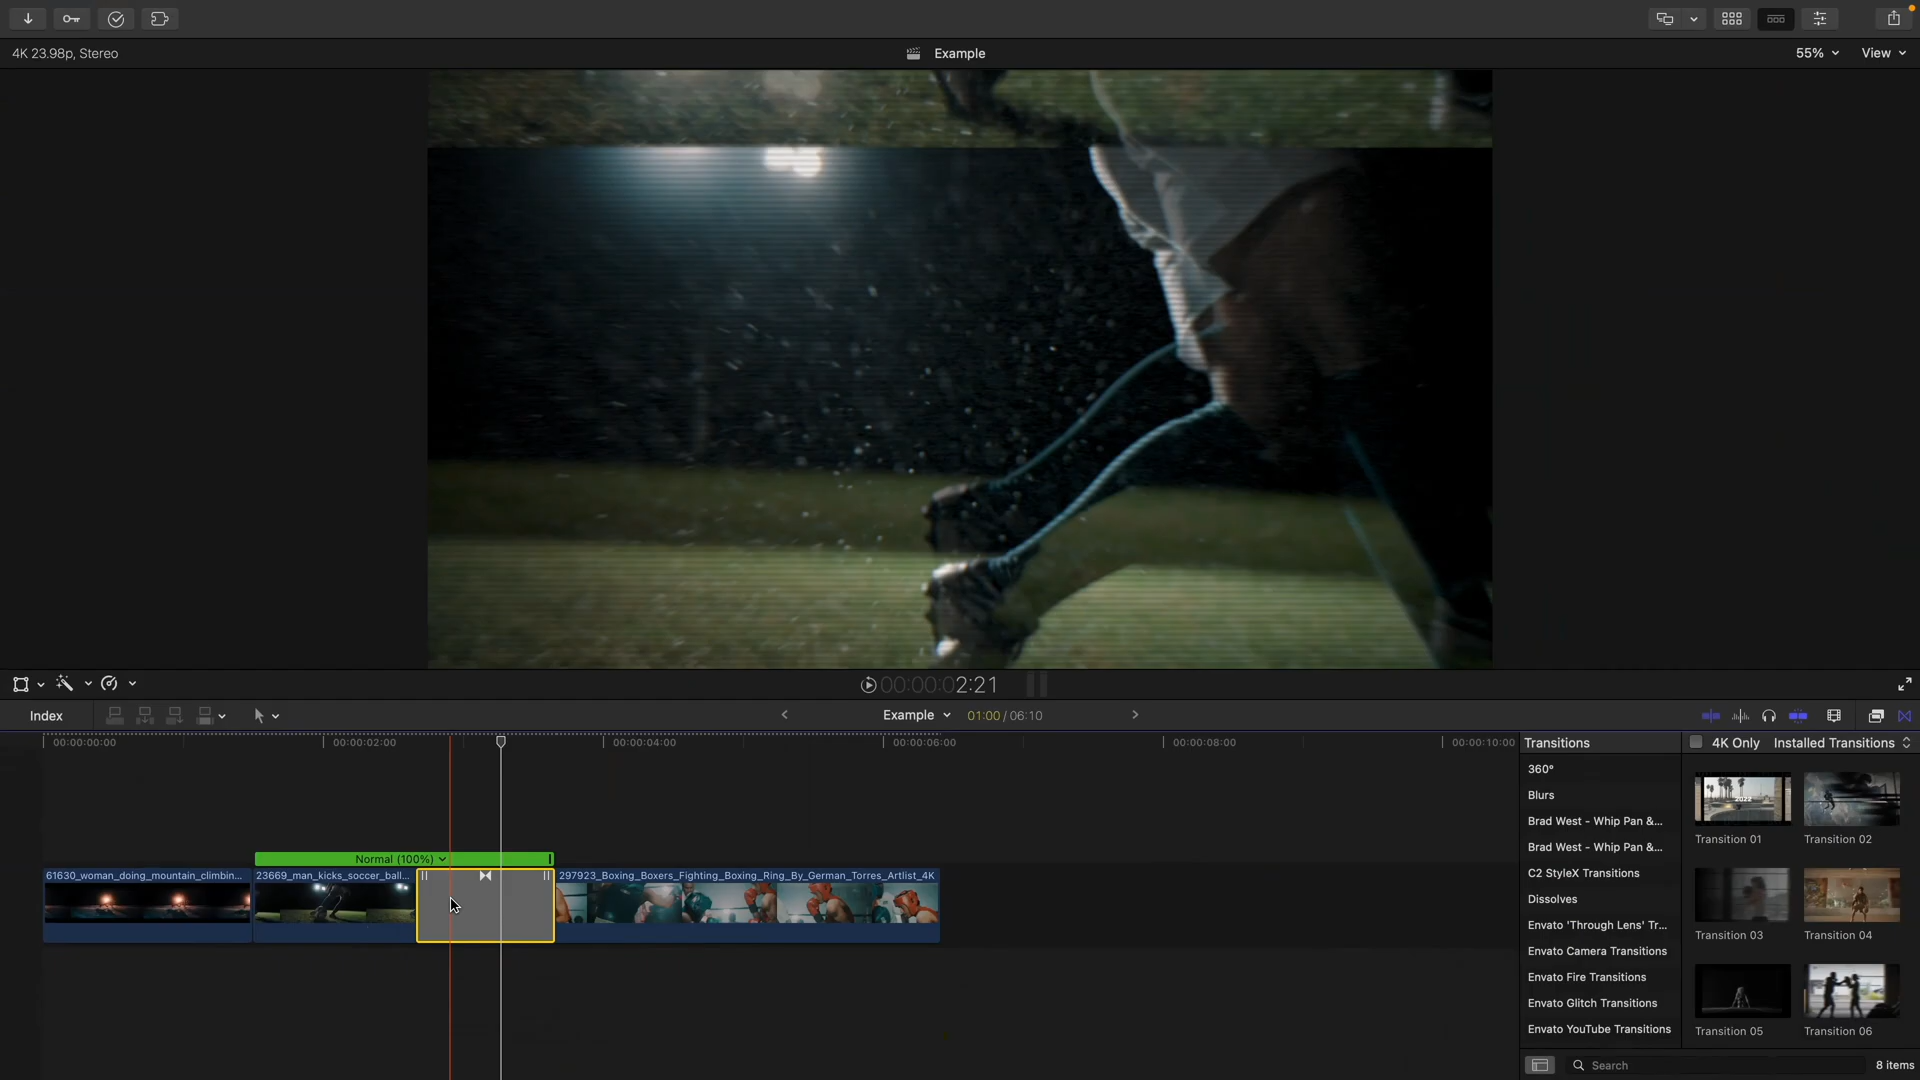 4K 23.98p, Stereo
Example
55%
View
00:00:02:21
Index
Example
01:00 / 06:10
00:00:00:00
00:00:02:00
00:00:04:00
00:00:06:00
00:00:08:00
00:00:10:00
Normal (100%)
61630_woman_doing_mountain_climbin...
23669_man_kicks_soccer_ball...
297923_Boxing_Boxers_Fighting_Boxing_Ring_By_German_Torres_Artlist_4K
Transitions
4K Only
Installed Transitions
360°
Blurs
Brad West - Whip Pan &...
Brad West - Whip Pan &...
C2 StyleX Transitions
Dissolves
Envato 'Through Lens' Tr...
Envato Camera Transitions
Envato Fire Transitions
Envato Glitch Transitions
Envato YouTube Transitions
2022
Transition 01
Transition 02
Transition 03
Transition 04
Transition 05
Transition 06
Search
8 items